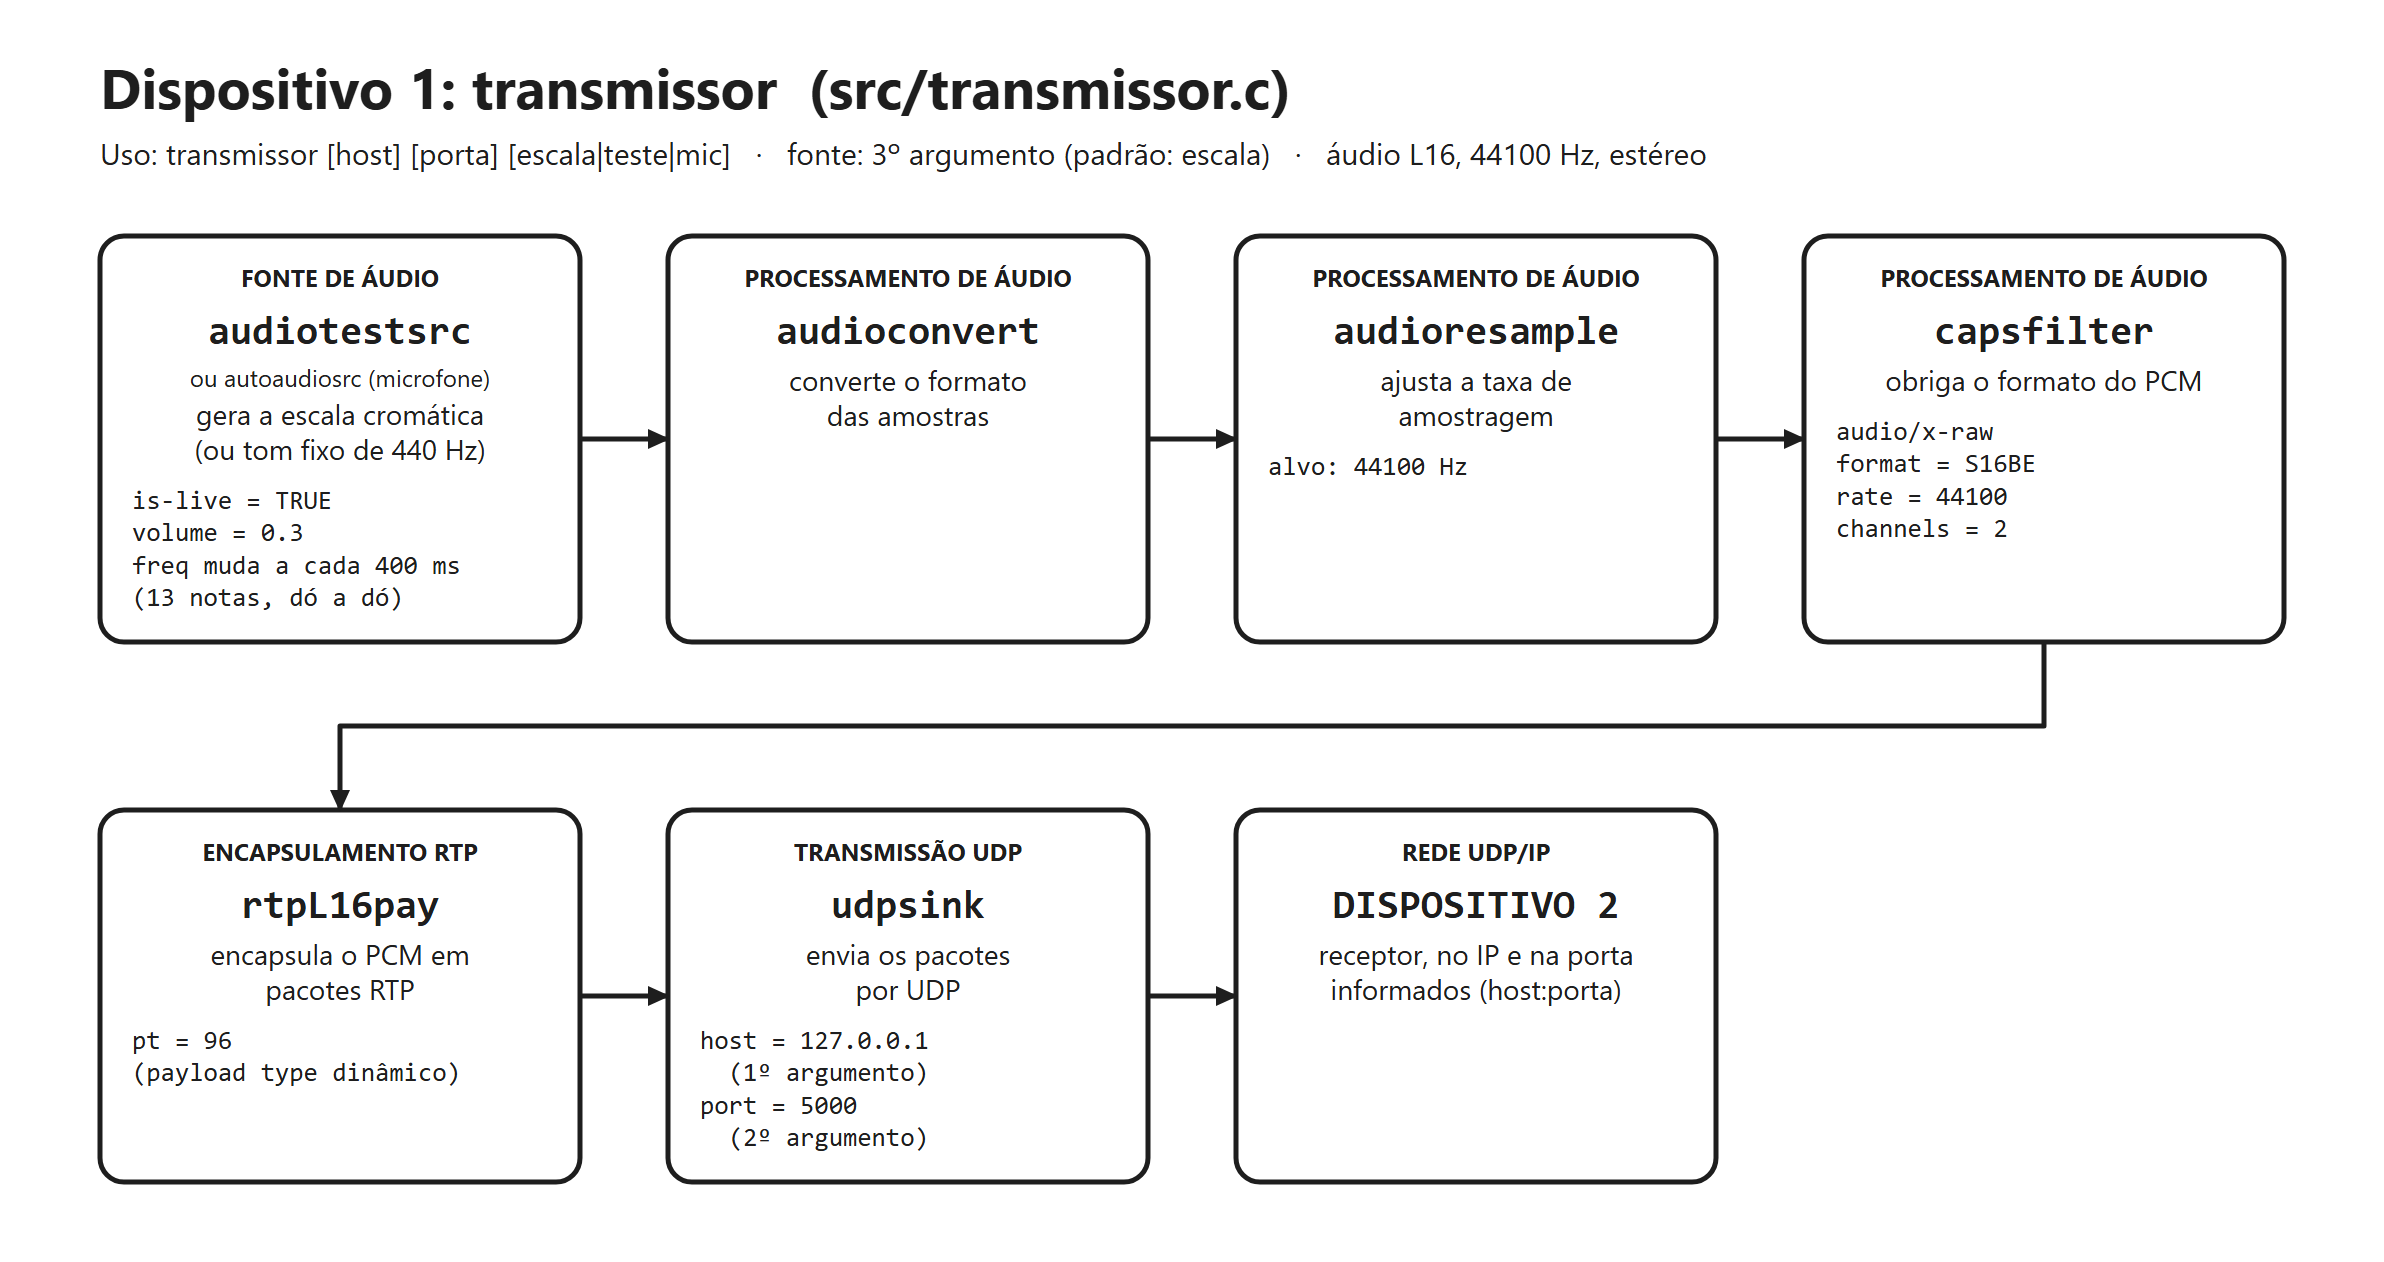 Dispositivo 1: transmissor (src/transmissor.c)
Uso: transmissor [host] [porta] [escala|teste|mic] · fonte: 3º argumento (padrão: escala) · áudio L16, 44100 Hz, estéreo
FONTE DE ÁUDIO
audiotestsrc
ou autoaudiosrc (microfone)
gera a escala cromática
(ou tom fixo de 440 Hz)
is-live = TRUE
volume = 0.3
freq muda a cada 400 ms
(13 notas, dó a dó)
PROCESSAMENTO DE ÁUDIO
audioconvert
converte o formato
das amostras
PROCESSAMENTO DE ÁUDIO
audioresample
ajusta a taxa de
amostragem
alvo: 44100 Hz
PROCESSAMENTO DE ÁUDIO
capsfilter
obriga o formato do PCM
audio/x-raw
format = S16BE
rate = 44100
channels = 2
ENCAPSULAMENTO RTP
rtpL16pay
encapsula o PCM em
pacotes RTP
pt = 96
(payload type dinâmico)
TRANSMISSÃO UDP
udpsink
envia os pacotes
por UDP
host = 127.0.0.1
(1º argumento)
port = 5000
(2º argumento)
REDE UDP/IP
DISPOSITIVO 2
receptor, no IP e na porta
informados (host:porta)